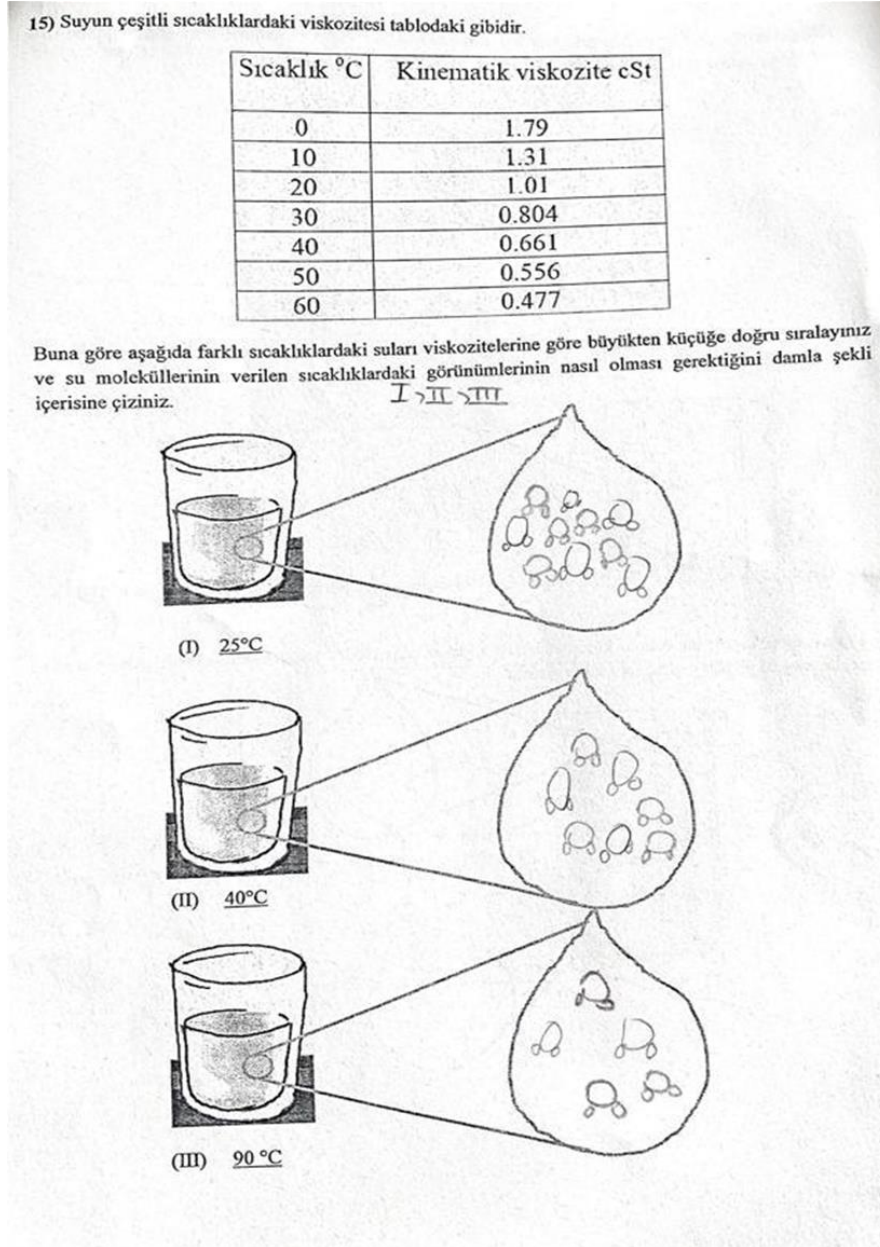 15) Suyun çeşitli sıcaklıklardaki viskozitesi tablodaki gibidir.
Sıcaklık °C Kinematik viskozite cSt
0 1.79
10 1.31
20 1.01
30 0.804
40 0.661
50 0.556
60 0.477
Buna göre aşağıda farklı sıcaklıklardaki suları viskozitelerine göre büyükten küçüğe doğru sıralayınız
ve su moleküllerinin verilen sıcaklıklardaki görünümlerinin nasıl olması gerektiğini damla şekli
içerisine çiziniz.
I > II > III
(I) 25°C
(II) 40°C
(III) 90 °C